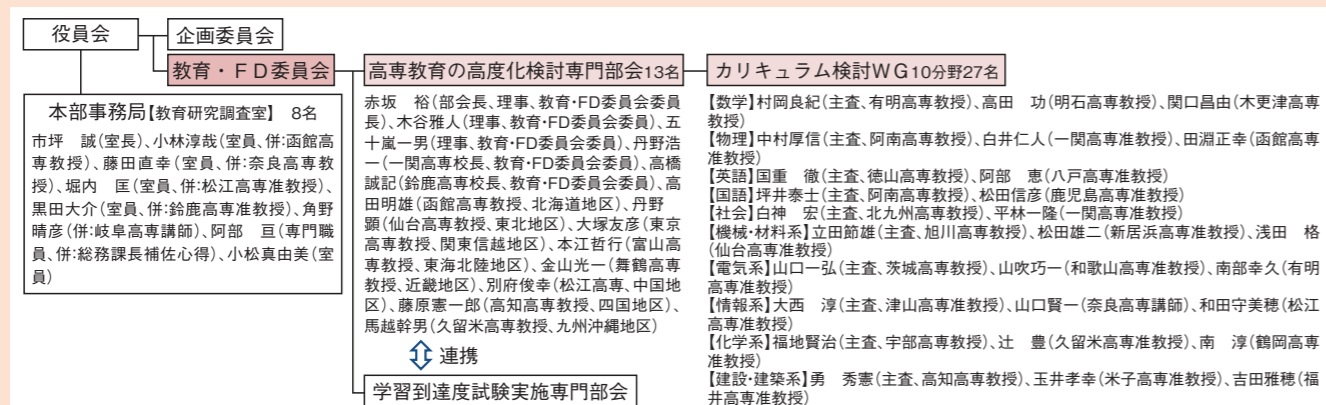 役員会
企画委員会
教育・FD委員会
本部事務局【教育研究調査室】 8名
市坪 誠(室長)、小林淳哉(室員、併:函館高
専教授)、藤田直幸(室員、併:奈良高専教
授)、堀内 匡(室員、併:松江高専准教授)、
黒田大介(室員、併:鈴鹿高専准教授)、角野
晴彦(併:岐阜高専講師)、阿部 亘(専門職
員、併:総務課長補佐心得)、小松真由美(室
員)
高専教育の高度化検討専門部会13名
赤坂 裕(部会長、理事、教育・FD委員会委員
長)、木谷雅人(理事、教育・FD委員会委員)、五
十嵐一男(理事、教育・FD委員会委員)、丹野浩
一(一関高専校長、教育・FD委員会委員)、高橋
誠記(鈴鹿高専校長、教育・FD委員会委員)、高
田明雄(函館高専教授、北海道地区)、丹野
顕(仙台高専教授、東北地区)、大塚友彦(東京
高専教授、関東信越地区)、本江哲行(富山高
専教授、東海北陸地区)、金山光一(舞鶴高専
教授、近畿地区)、別府俊幸(松江高専、中国地
区)、藤原憲一郎(高知高専教授、四国地区)、
馬越幹男(久留米高専教授、九州沖縄地区)
連携
学習到達度試験実施専門部会
カリキュラム検討WG10分野27名
【数学】村岡良紀(主査、有明高専教授)、高田 功(明石高専教授)、関口昌由(木更津高専
教授)
【物理】中村厚信(主査、阿南高専教授)、白井仁人(一関高専准教授)、田淵正幸(函館高専
准教授)
【英語】国重 徹(主査、徳山高専教授)、阿部 恵(八戸高専准教授)
【国語】坪井泰士(主査、阿南高専教授)、松田信彦(鹿児島高専准教授)
【社会】白神 宏(主査、北九州高専教授)、平林一隆(一関高専准教授)
【機械・材料系】立田節雄(主査、旭川高専教授)、松田雄二(新居浜高専准教授)、浅田 格
(仙台高専准教授)
【電気系】山口一弘(主査、茨城高専教授)、山吹巧一(和歌山高専准教授)、南部幸久(有明
高専准教授)
【情報系】大西 淳(主査、津山高専准教授)、山口賢一(奈良高専講師)、和田守美穂(松江
高専准教授)
【化学系】福地賢治(主査、宇部高専教授)、辻 豊(久留米高専准教授)、南 淳(鶴岡高専
准教授)
【建設・建築系】勇 秀憲(主査、高知高専教授)、玉井孝幸(米子高専准教授)、吉田雅穂(福
井高専教授)